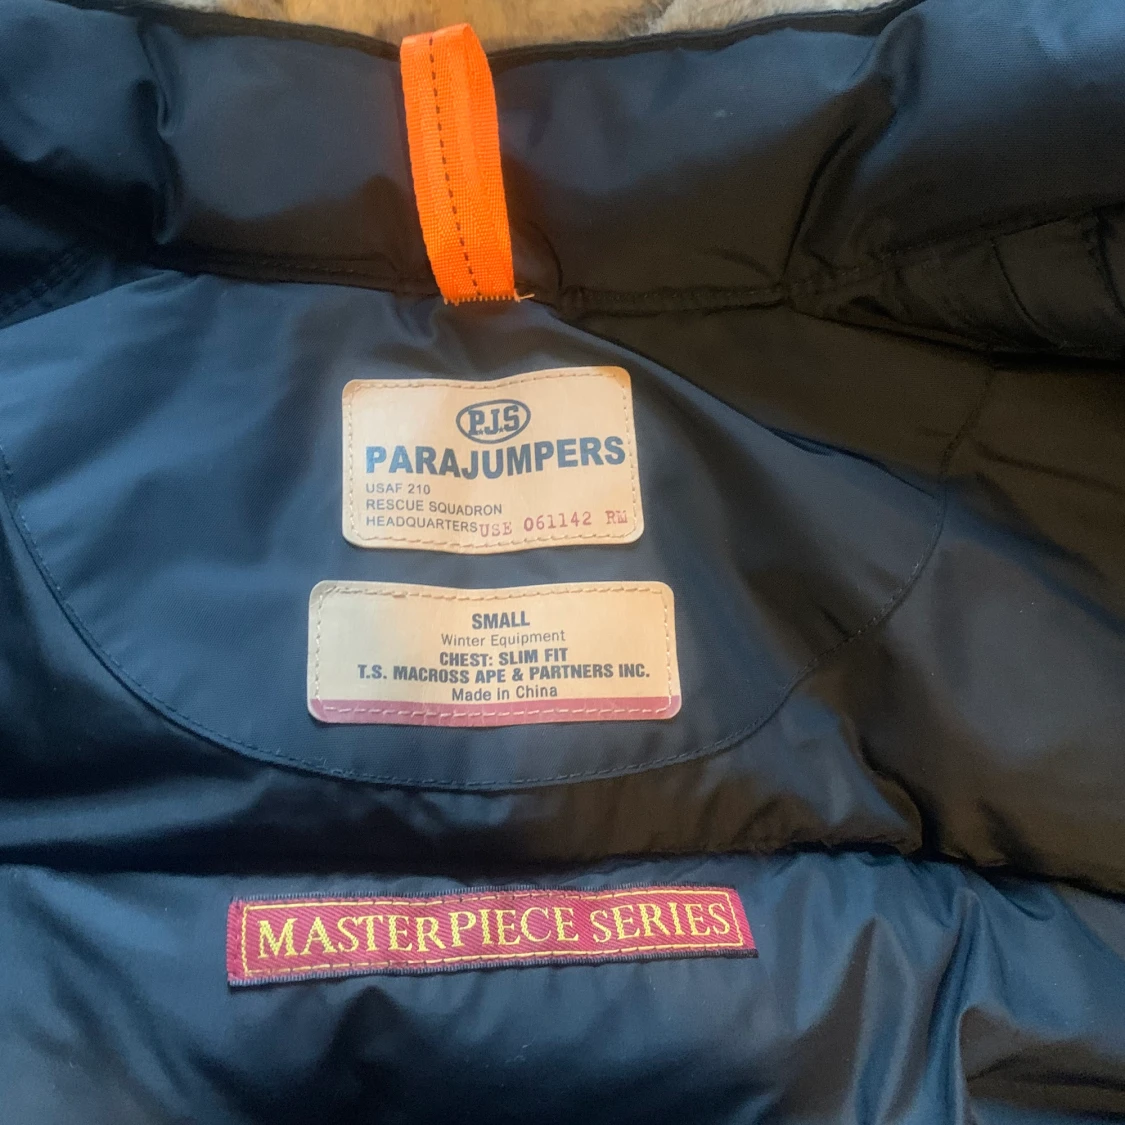 PJS
PARAJUMPERS
USAF 210
RESCUE SQUADRON
HEADQUARTERS USE 061142 RW
SMALL
Winter Equipment
CHEST: SLIM FIT
T.S. MACROSS APE & PARTNERS INC.
Made in China
MASTERPIECE SERIES